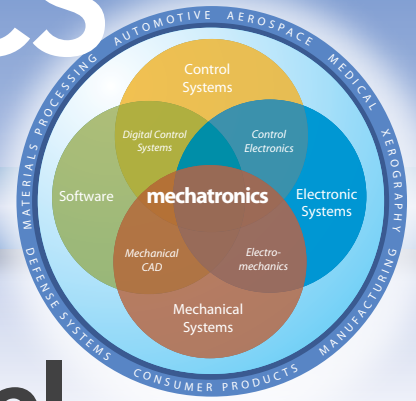 cs
MATERIALS PROCESSING AUTOMOTIVE AEROSPACE MEDICAL XEROGRAPHY
Control
Systems
Digital Control
Systems
Control
Electronics
Software
mechatronics
Electronic
Systems
Mechanical
CAD
Electro-
mechanics
Mechanical
Systems
DEFENSE SYSTEMS CONSUMER PRODUCTS MANUFACTURING